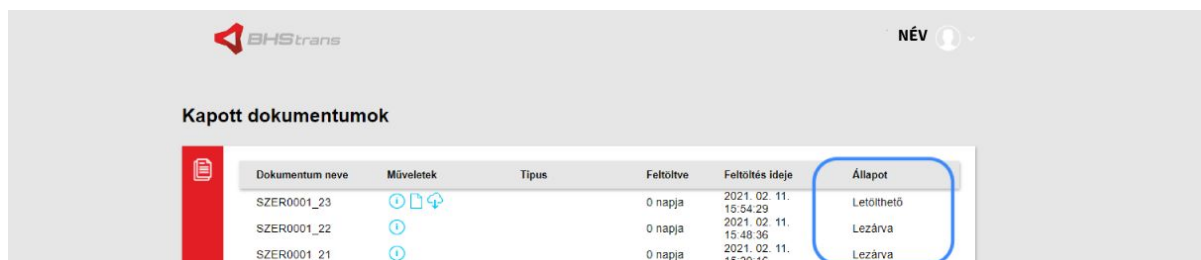 BHStrans
NÉV
Kapott dokumentumok
Dokumentum neve Műveletek Típus Feltöltve Feltöltés ideje Állapot
SZER0001_23 0 napja 2021. 02. 11. 15:54:29 Letölthető
SZER0001_22 0 napja 2021. 02. 11. 15:48:36 Lezárva
SZER0001_21 0 napja 2021. 02. 11. Lezárva